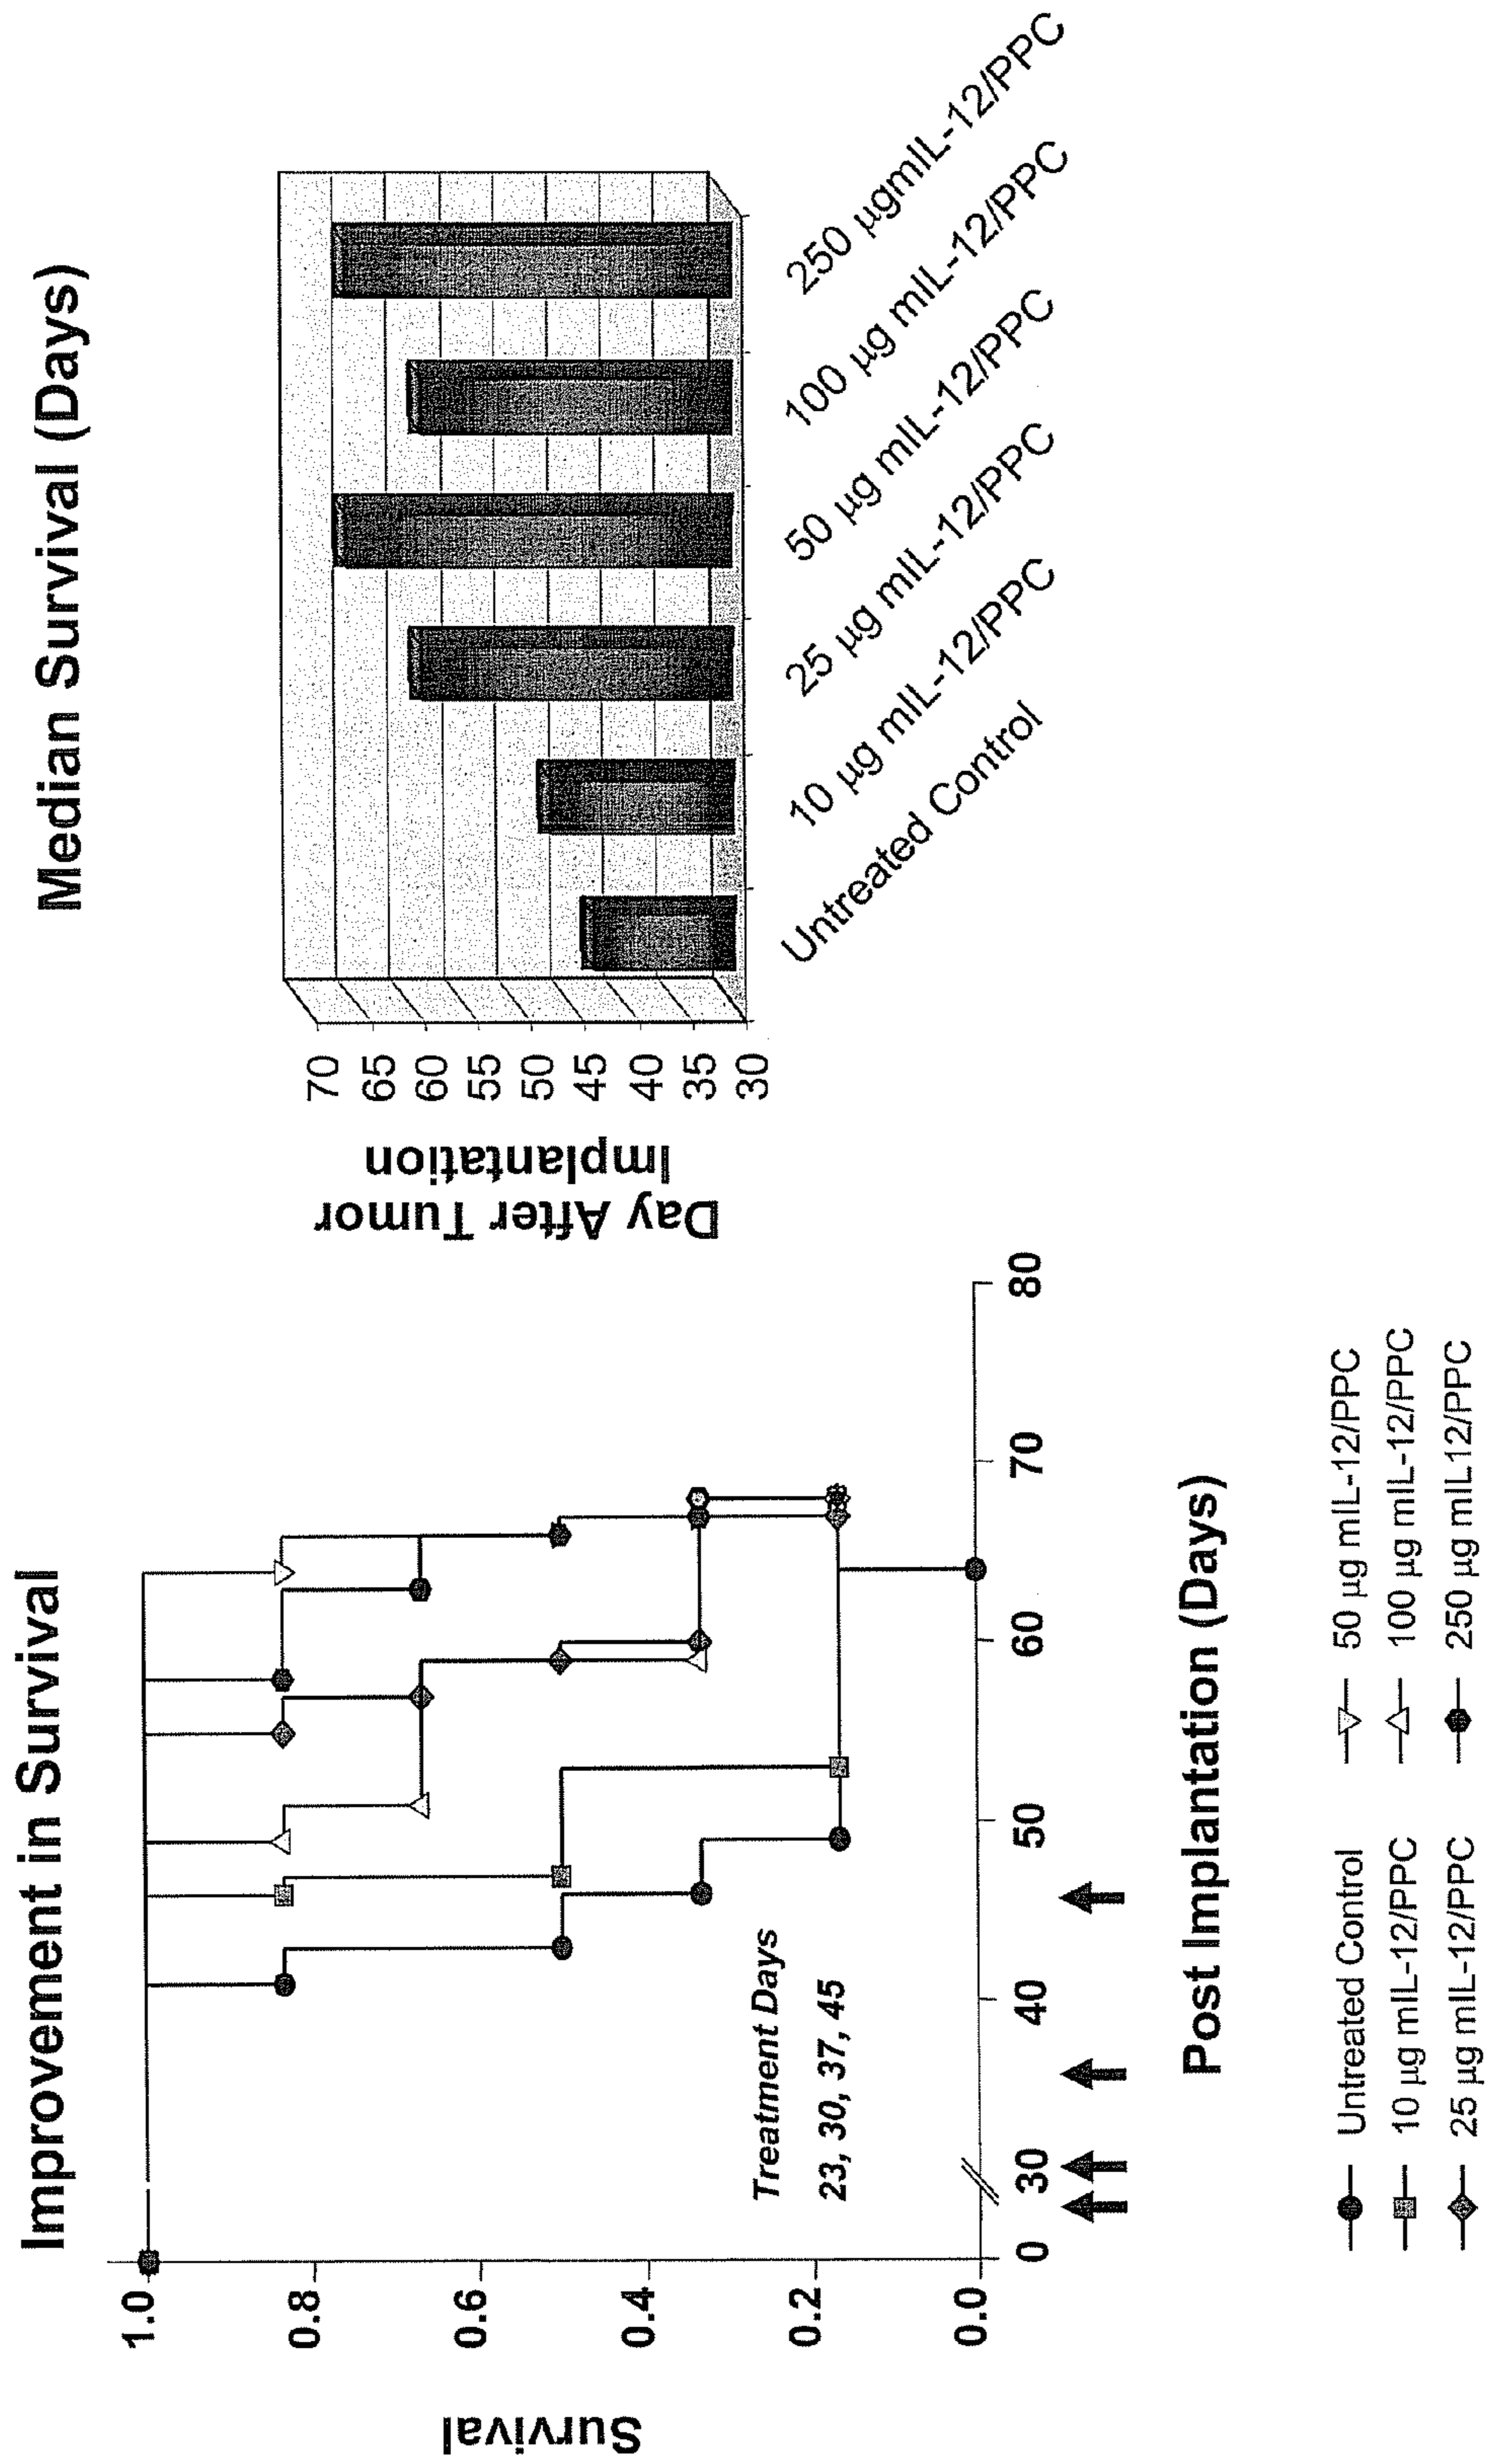 Improvement in Survival
Survival
1.0
0.8
0.6
0.4
0.2
0.0
Treatment Days
23, 30, 37, 45
0 30 40 50 60 70 80
Post Implantation (Days)
Untreated Control
10 µg mIL-12/PPC
25 µg mIL-12/PPC
50 µg mIL-12/PPC
100 µg mIL-12/PPC
250 µg mIL12/PPC
Median Survival (Days)
Day After Tumor
Implantation
70
65
60
55
50
45
40
35
30
Untreated Control
10 µg mIL-12/PPC
25 µg mIL-12/PPC
50 µg mIL-12/PPC
100 µg mIL-12/PPC
250 µgmIL-12/PPC